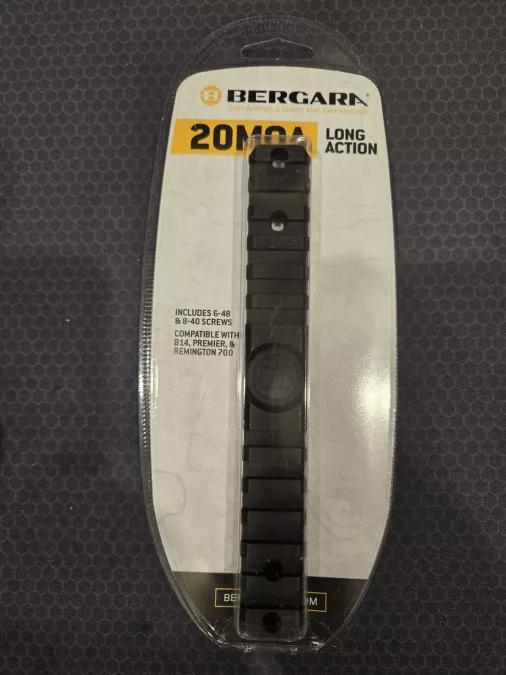 BERGARA
20MOA
LONG
ACTION
INCLUDES 6-48
& 8-40 SCREWS
COMPATIBLE WITH
B14, PREMIER, &
REMINGTON 700